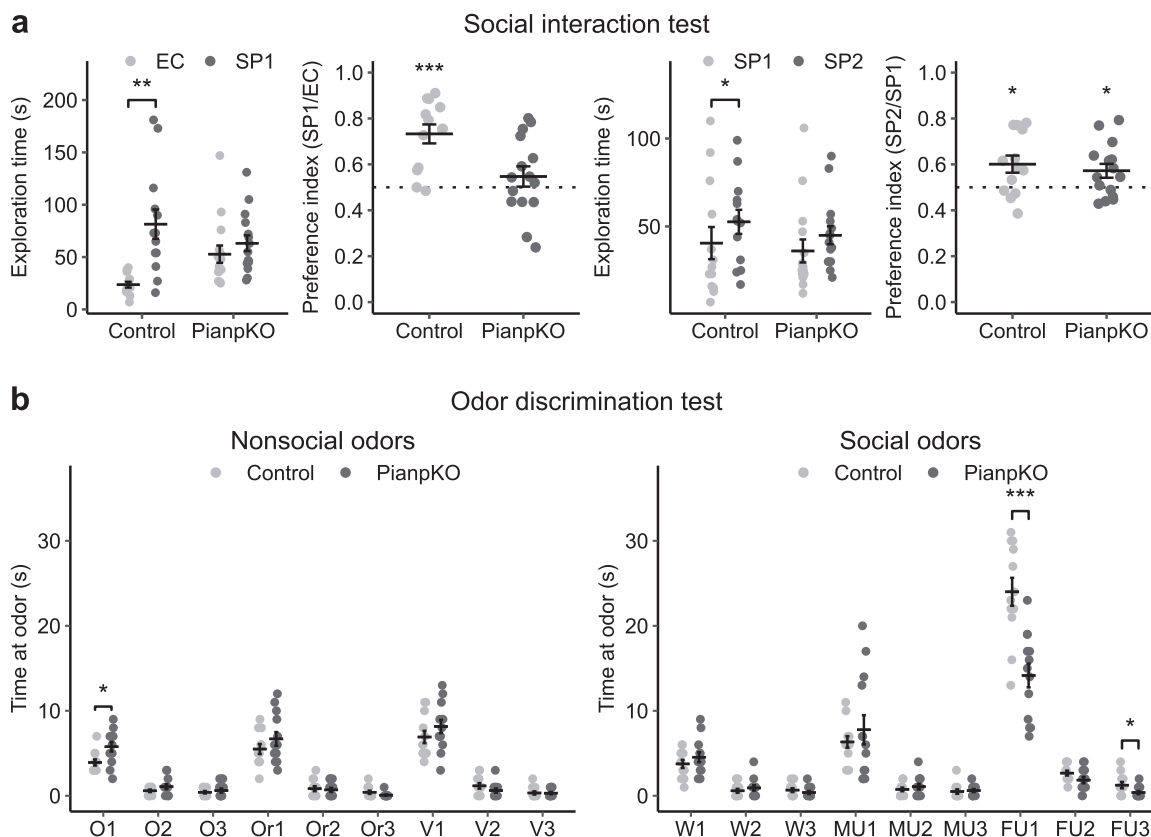 a
Social interaction test
EC SP1
Exploration time (s)
200
150
100
50
0
**
Control PianpKO
Preference index (SP1/EC)
1.0
0.8
0.6
0.4
0.2
0.0
***
Control PianpKO
SP1 SP2
Exploration time (s)
100
50
*
Control PianpKO
Preference index (SP2/SP1)
1.0
0.8
0.6
0.4
0.2
0.0
* *
Control PianpKO
b
Odor discrimination test
Nonsocial odors
Control PianpKO
Time at odor (s)
30
20
10
0
*
O1 O2 O3 Or1 Or2 Or3 V1 V2 V3
Social odors
Control PianpKO
Time at odor (s)
30
20
10
0
***
*
W1 W2 W3 MU1 MU2 MU3 FU1 FU2 FU3